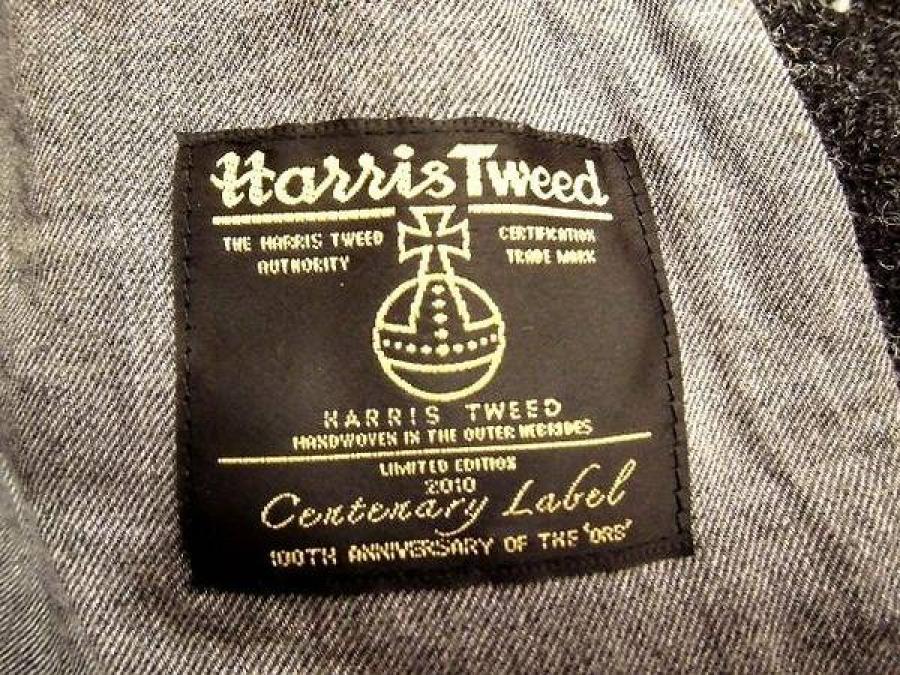 Harris Tweed
THE HARRIS TWEED AUTHORITY
CERTIFICATION TRADE MARK
HARRIS TWEED
HANDWOVEN IN THE OUTER HEBRIDES
LIMITED EDITION
2010
Centenary Label
100TH ANNIVERSARY OF THE 'ORB'